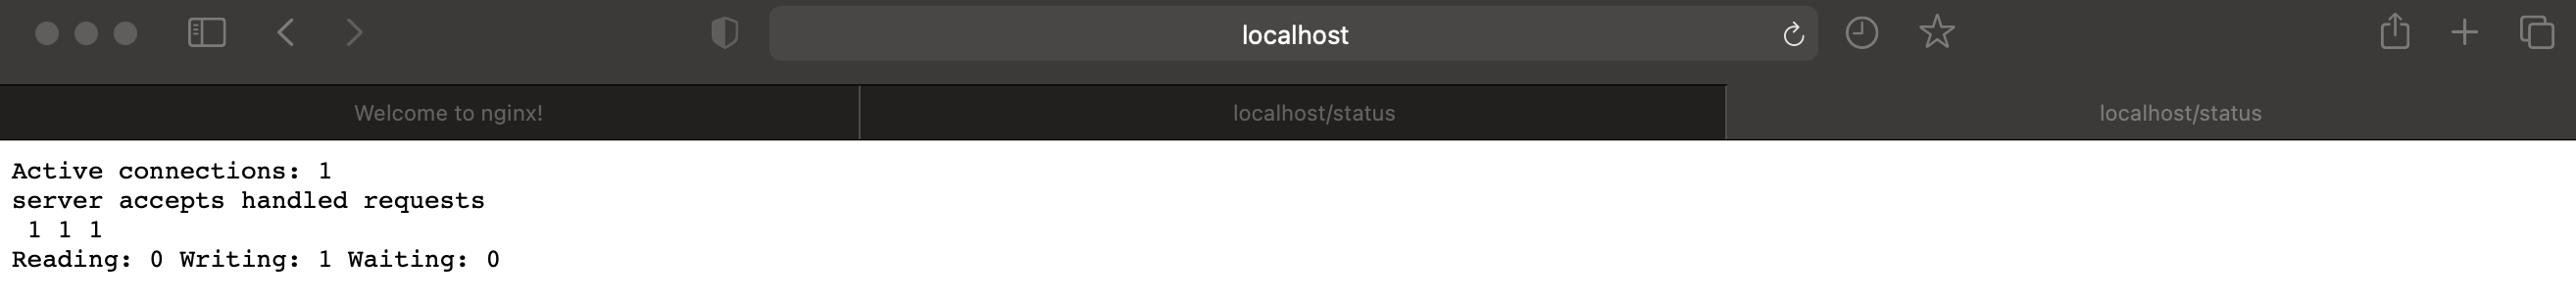 localhost
Welcome to nginx!
localhost/status
localhost/status
Active connections: 1
server accepts handled requests
1 1 1
Reading: 0 Writing: 1 Waiting: 0